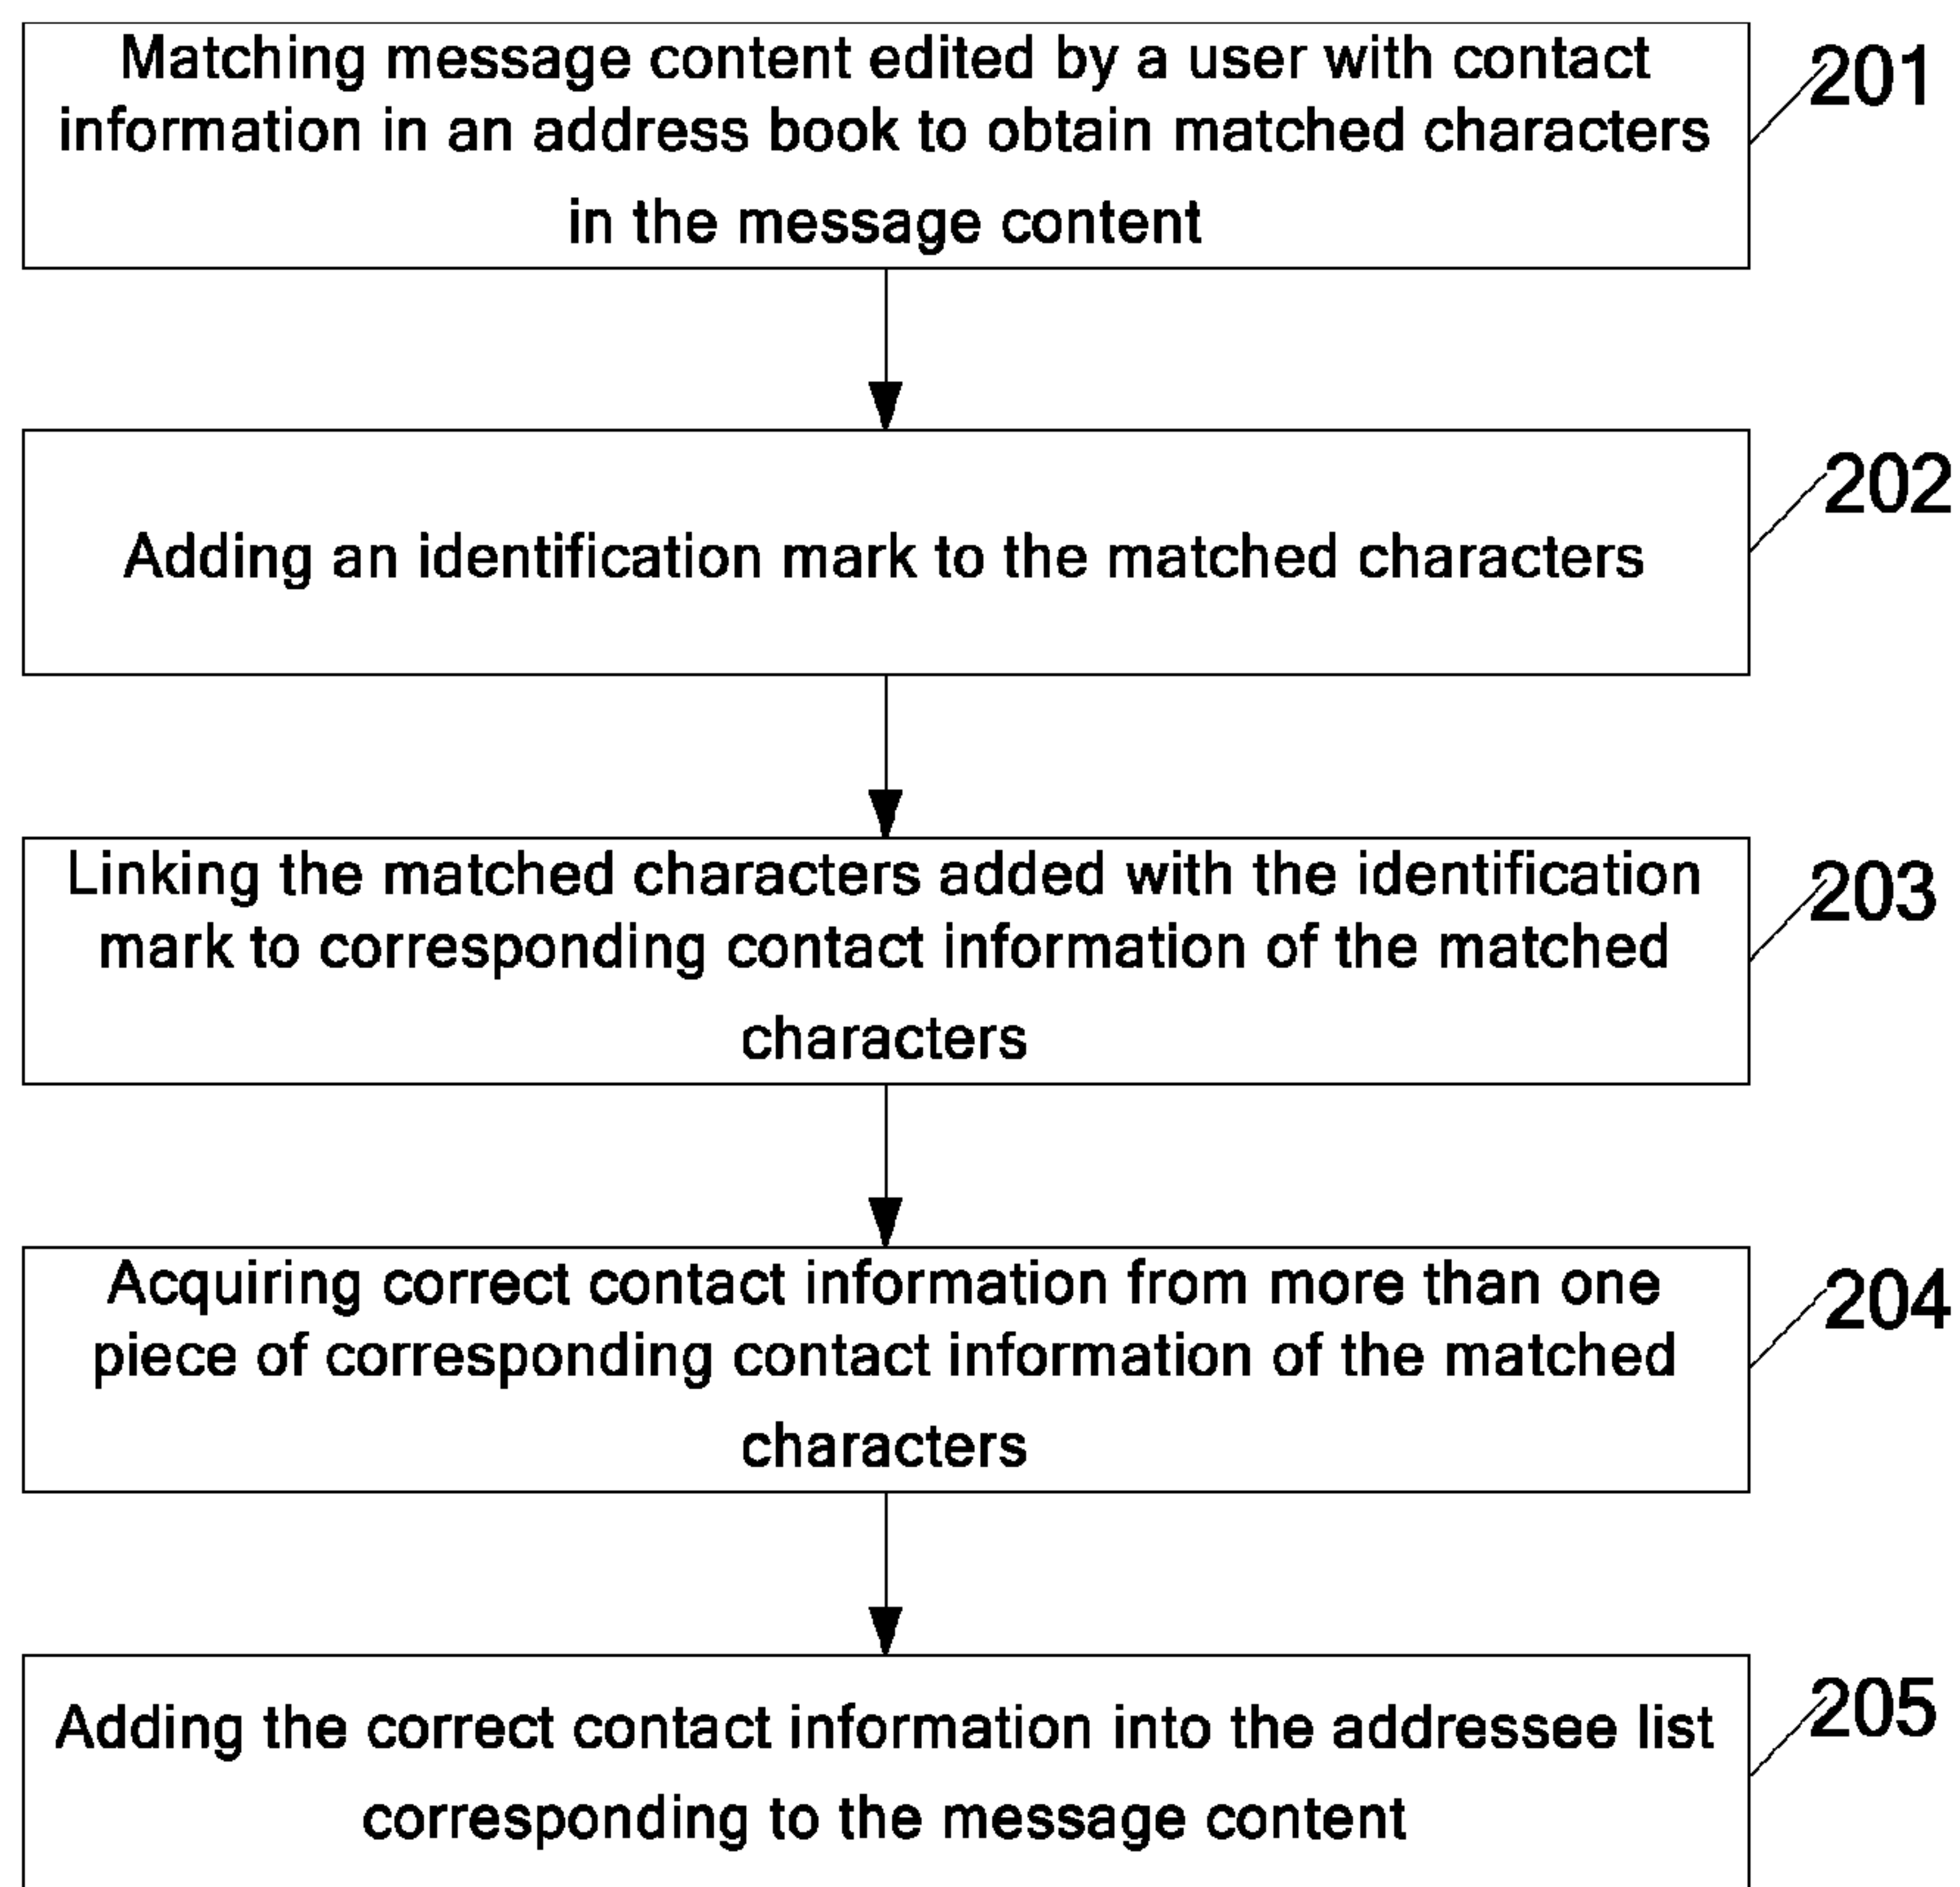 Matching message content edited by a user with contact
information in an address book to obtain matched characters
in the message content
201
Adding an identification mark to the matched characters
202
Linking the matched characters added with the identification
mark to corresponding contact information of the matched
characters
203
Acquiring correct contact information from more than one
piece of corresponding contact information of the matched
characters
204
Adding the correct contact information into the addressee list
corresponding to the message content
205